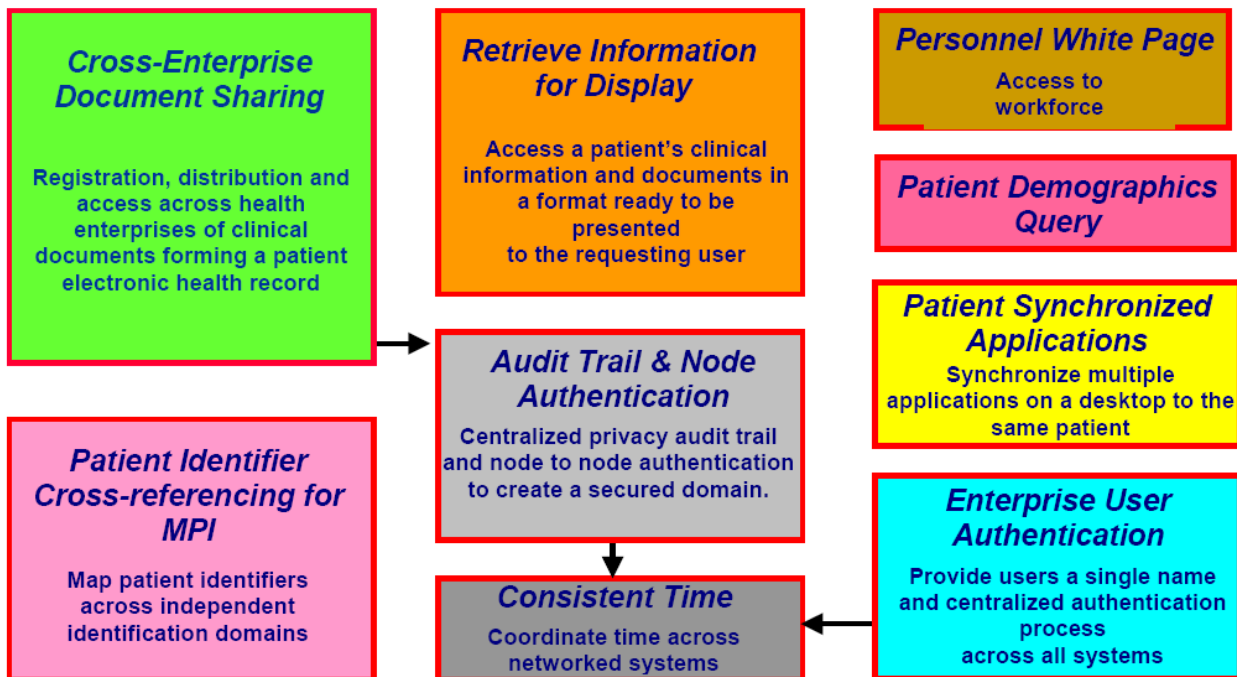 Cross-Enterprise
Document Sharing
Registration, distribution and
access across health
enterprises of clinical
documents forming a patient
electronic health record
Retrieve Information
for Display
Access a patient’s clinical
information and documents in
a format ready to be
presented
to the requesting user
Personnel White Page
Access to
workforce
Patient Demographics
Query
Patient Synchronized
Applications
Synchronize multiple
applications on a desktop to the
same patient
Audit Trail & Node
Authentication
Centralized privacy audit trail
and node to node authentication
to create a secured domain.
Patient Identifier
Cross-referencing for
MPI
Map patient identifiers
across independent
identification domains
Consistent Time
Coordinate time across
networked systems
Enterprise User
Authentication
Provide users a single name
and centralized authentication
process
across all systems